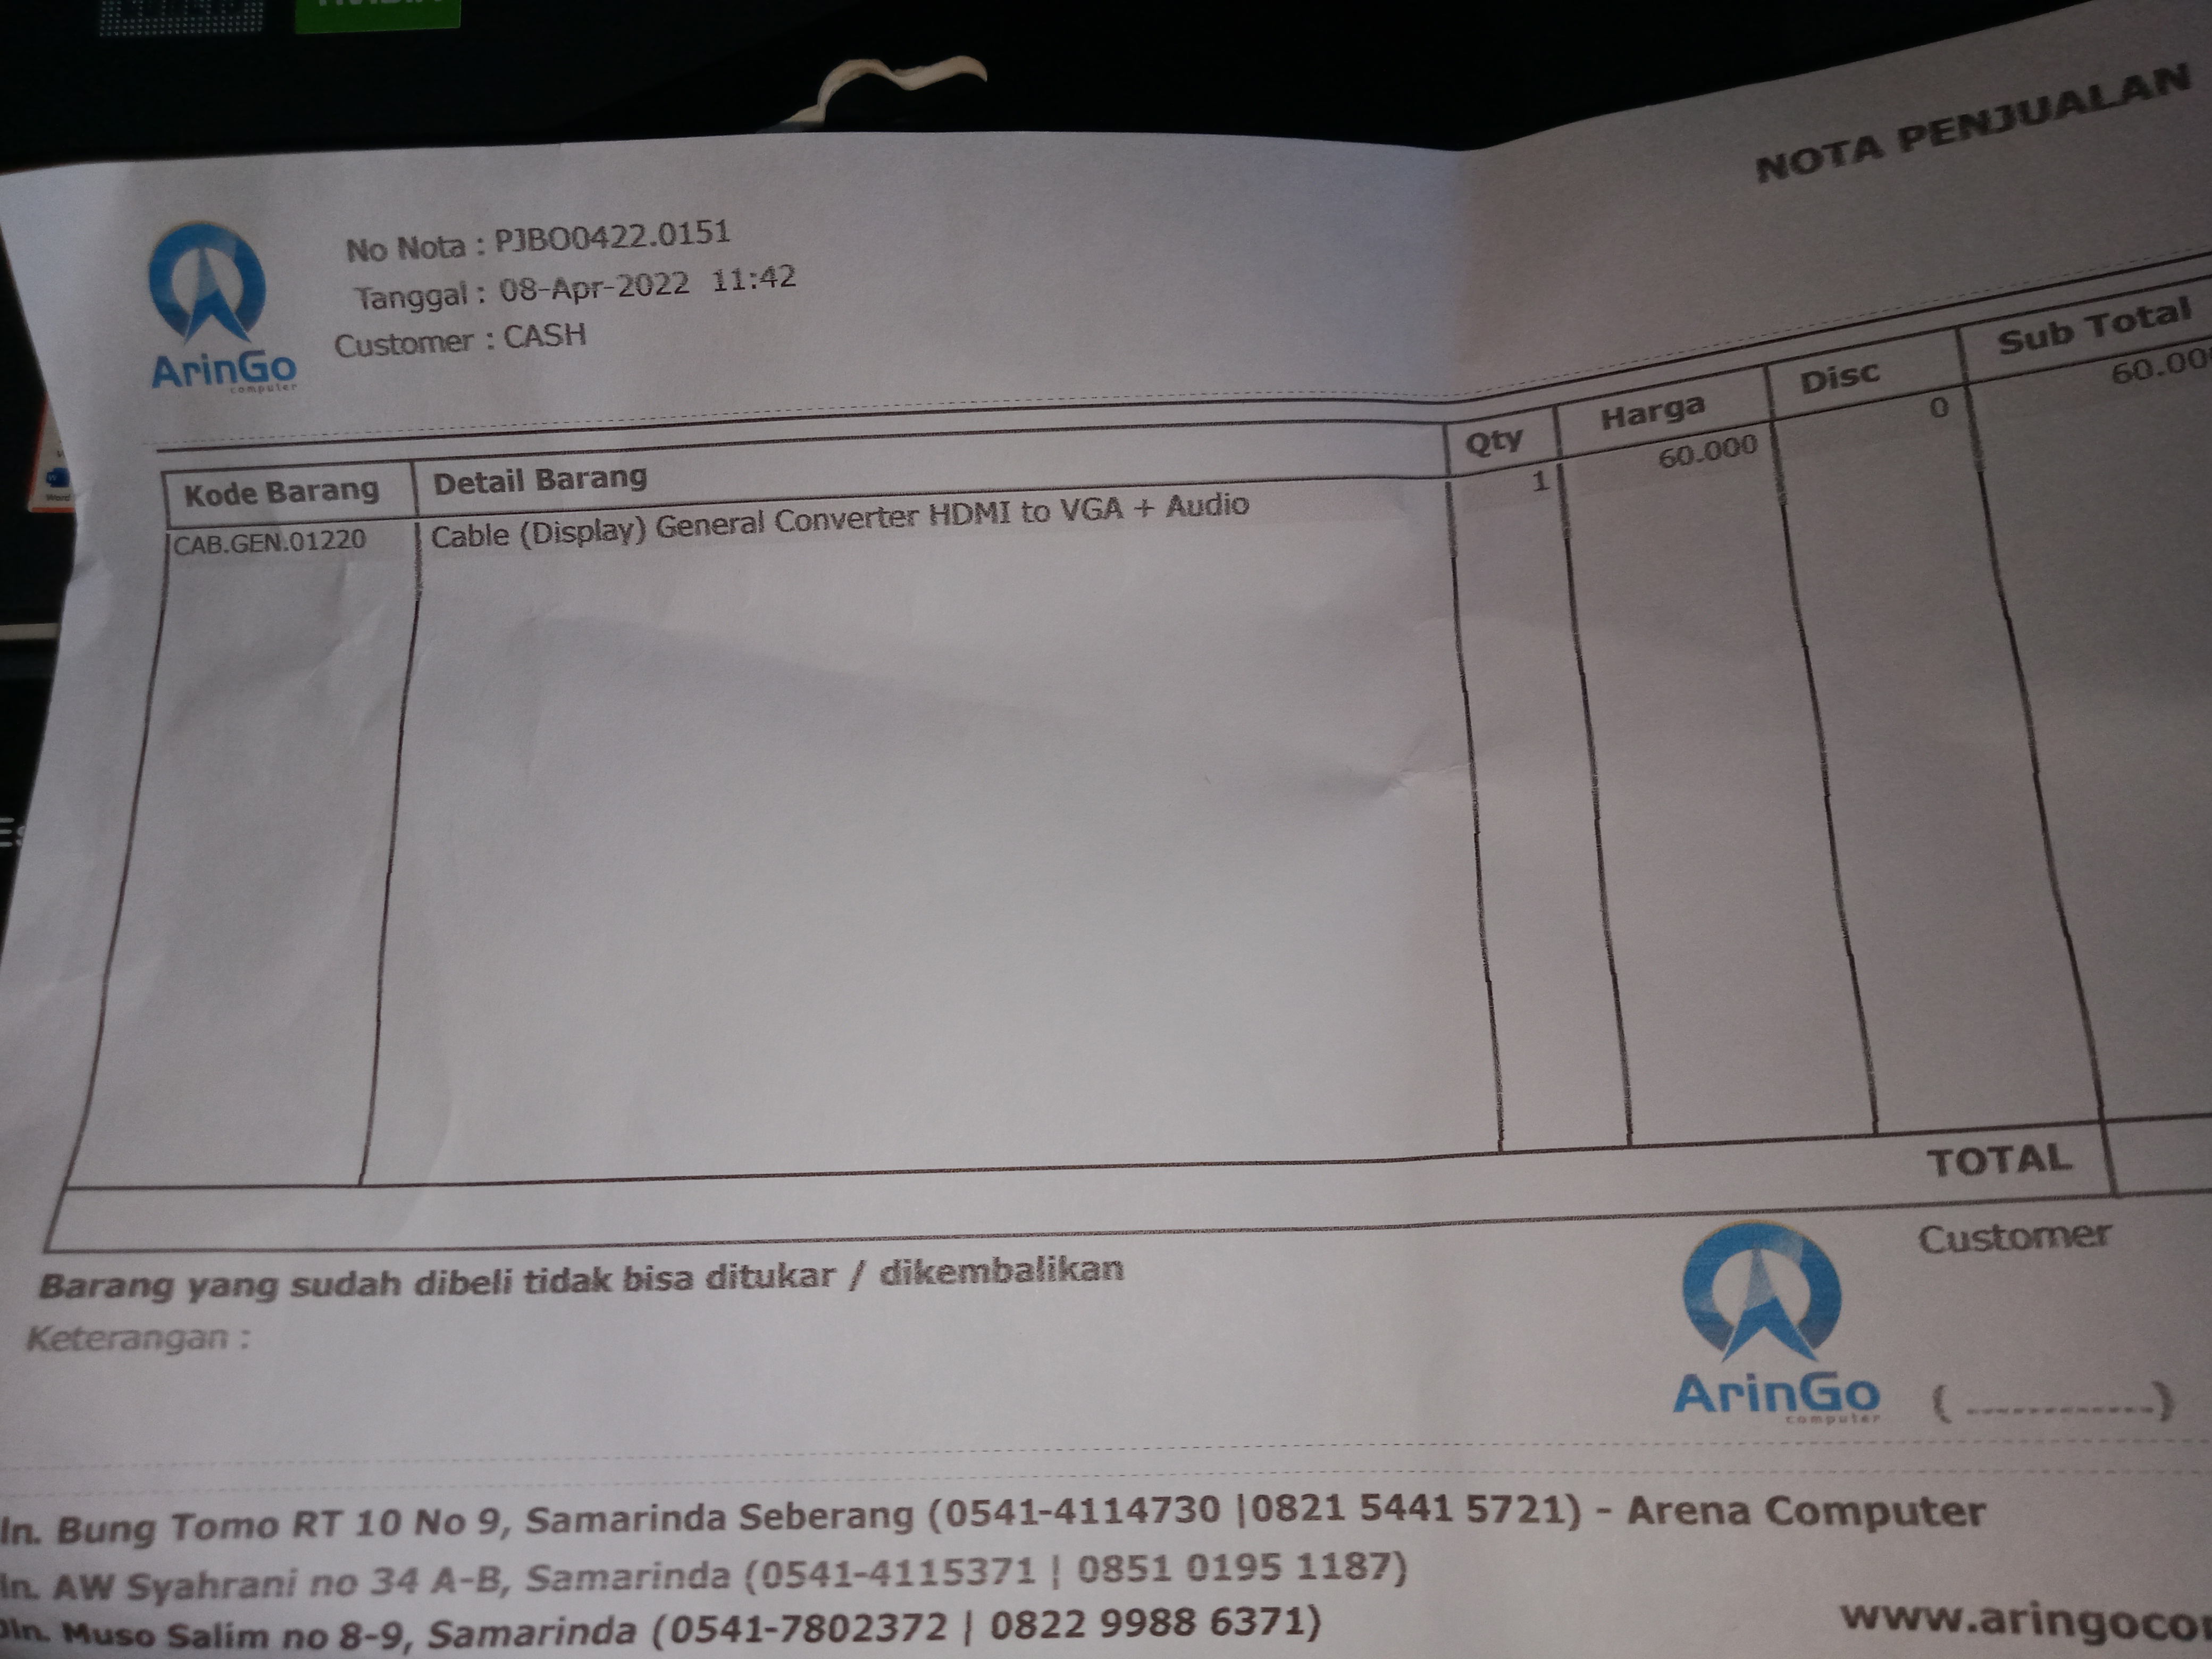 NOTA PENJUALAN
No Nota : PJBO0422.0151
Tanggal : 08-Apr-2022 11:42
Customer : CASH
ArinGo
computer
Kode Barang Detail Barang Qty Harga Disc Sub Total
CAB.GEN.01220 Cable (Display) General Converter HDMI to VGA + Audio 1 60.000 0 60.00
TOTAL
Barang yang sudah dibeli tidak bisa ditukar / dikembalikan
Keterangan :
Customer
ArinGo
computer
( ------------)
ln. Bung Tomo RT 10 No 9, Samarinda Seberang (0541-4114730 |0821 5441 5721) - Arena Computer
ln. AW Syahrani no 34 A-B, Samarinda (0541-4115371 | 0851 0195 1187)
Jln. Muso Salim no 8-9, Samarinda (0541-7802372 | 0822 9988 6371)
www.aringoco
Word